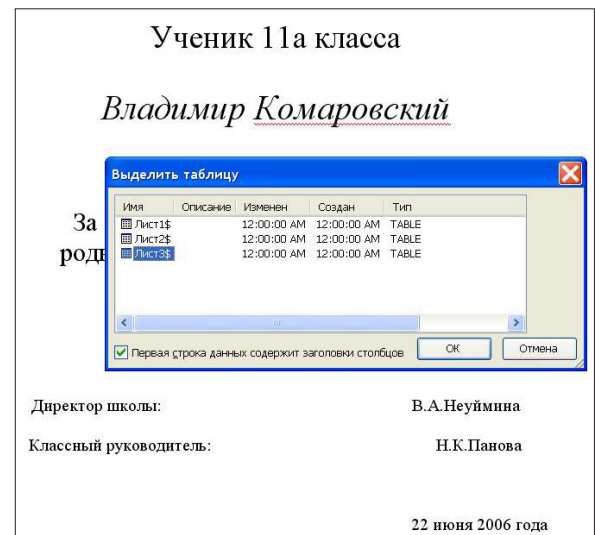 Ученик 11а класса
Владимир Комаровский
Выделить таблицу
Имя Описание Изменен Создан Тип
За
Лист1$ 12:00:00 AM 12:00:00 AM TABLE
Лист2$ 12:00:00 AM 12:00:00 AM TABLE
Лист3$ 12:00:00 AM 12:00:00 AM TABLE
Первая строка данных содержит заголовки столбцов ОК Отмена
Директор школы: В.А.Неуймина
Классный руководитель: Н.К.Панова
22 июня 2006 года